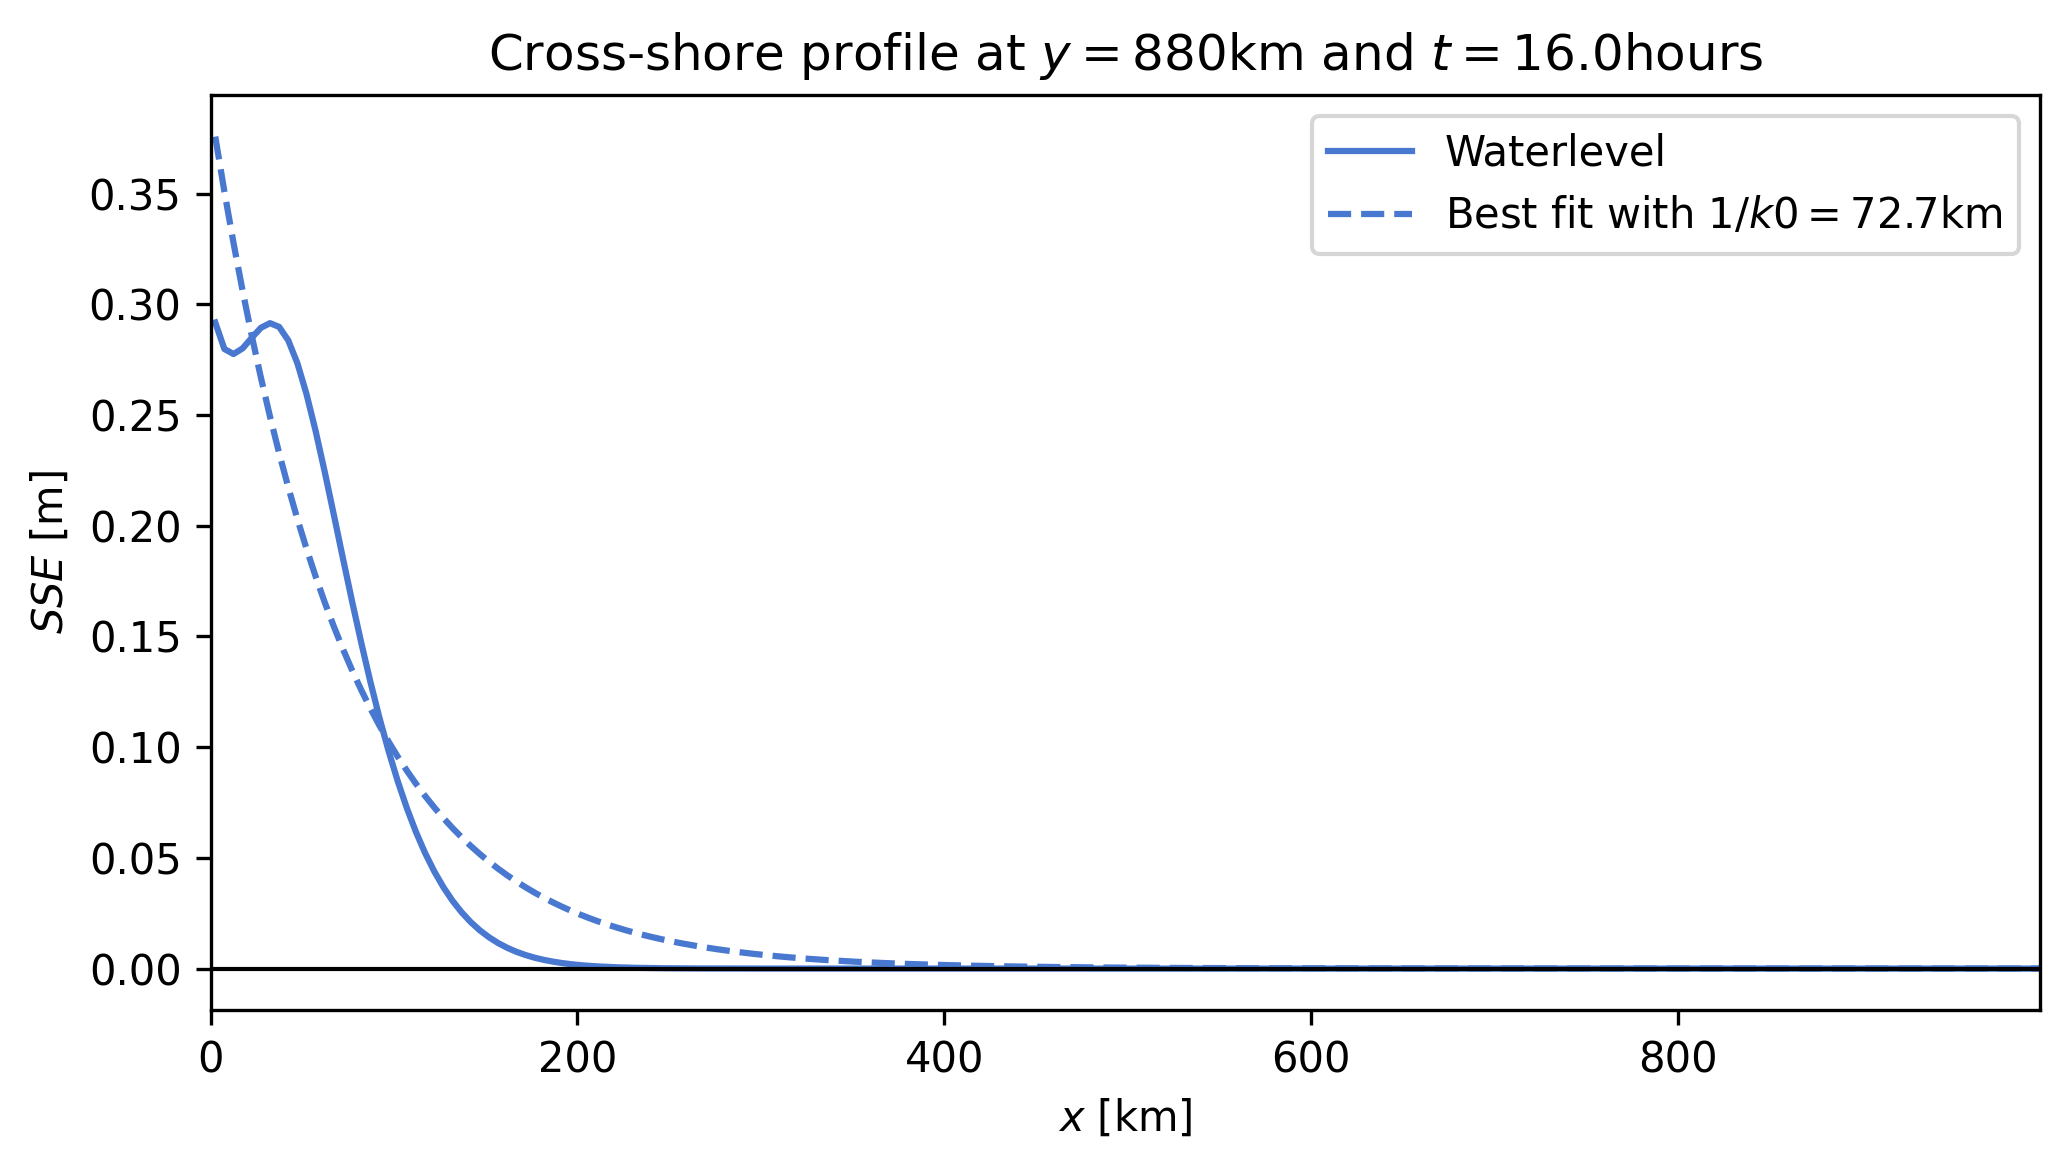 Cross-shore profile at y = 880km and t = 16.0hours
Waterlevel
Best fit with 1/k0 = 72.7km
0.35
0.30
0.25
0.20
0.15
0.10
0.05
0.00
SSE [m]
0 200 400 600 800
x [km]